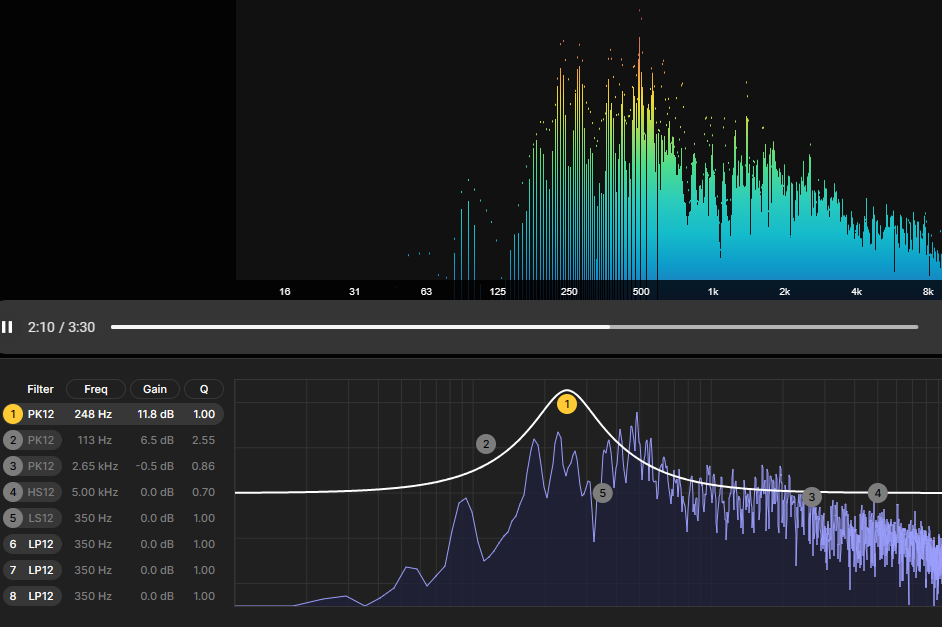 16 31 63 125 250 500 1k 2k 4k 8k
2:10 / 3:30
Filter Freq Gain Q
1 PK12 248 Hz 11.8 dB 1.00
2 PK12 113 Hz 6.5 dB 2.55
3 PK12 2.65 kHz -0.5 dB 0.86
4 HS12 5.00 kHz 0.0 dB 0.70
5 LS12 350 Hz 0.0 dB 1.00
6 LP12 350 Hz 0.0 dB 1.00
7 LP12 350 Hz 0.0 dB 1.00
8 LP12 350 Hz 0.0 dB 1.00
1
2
5
3
4